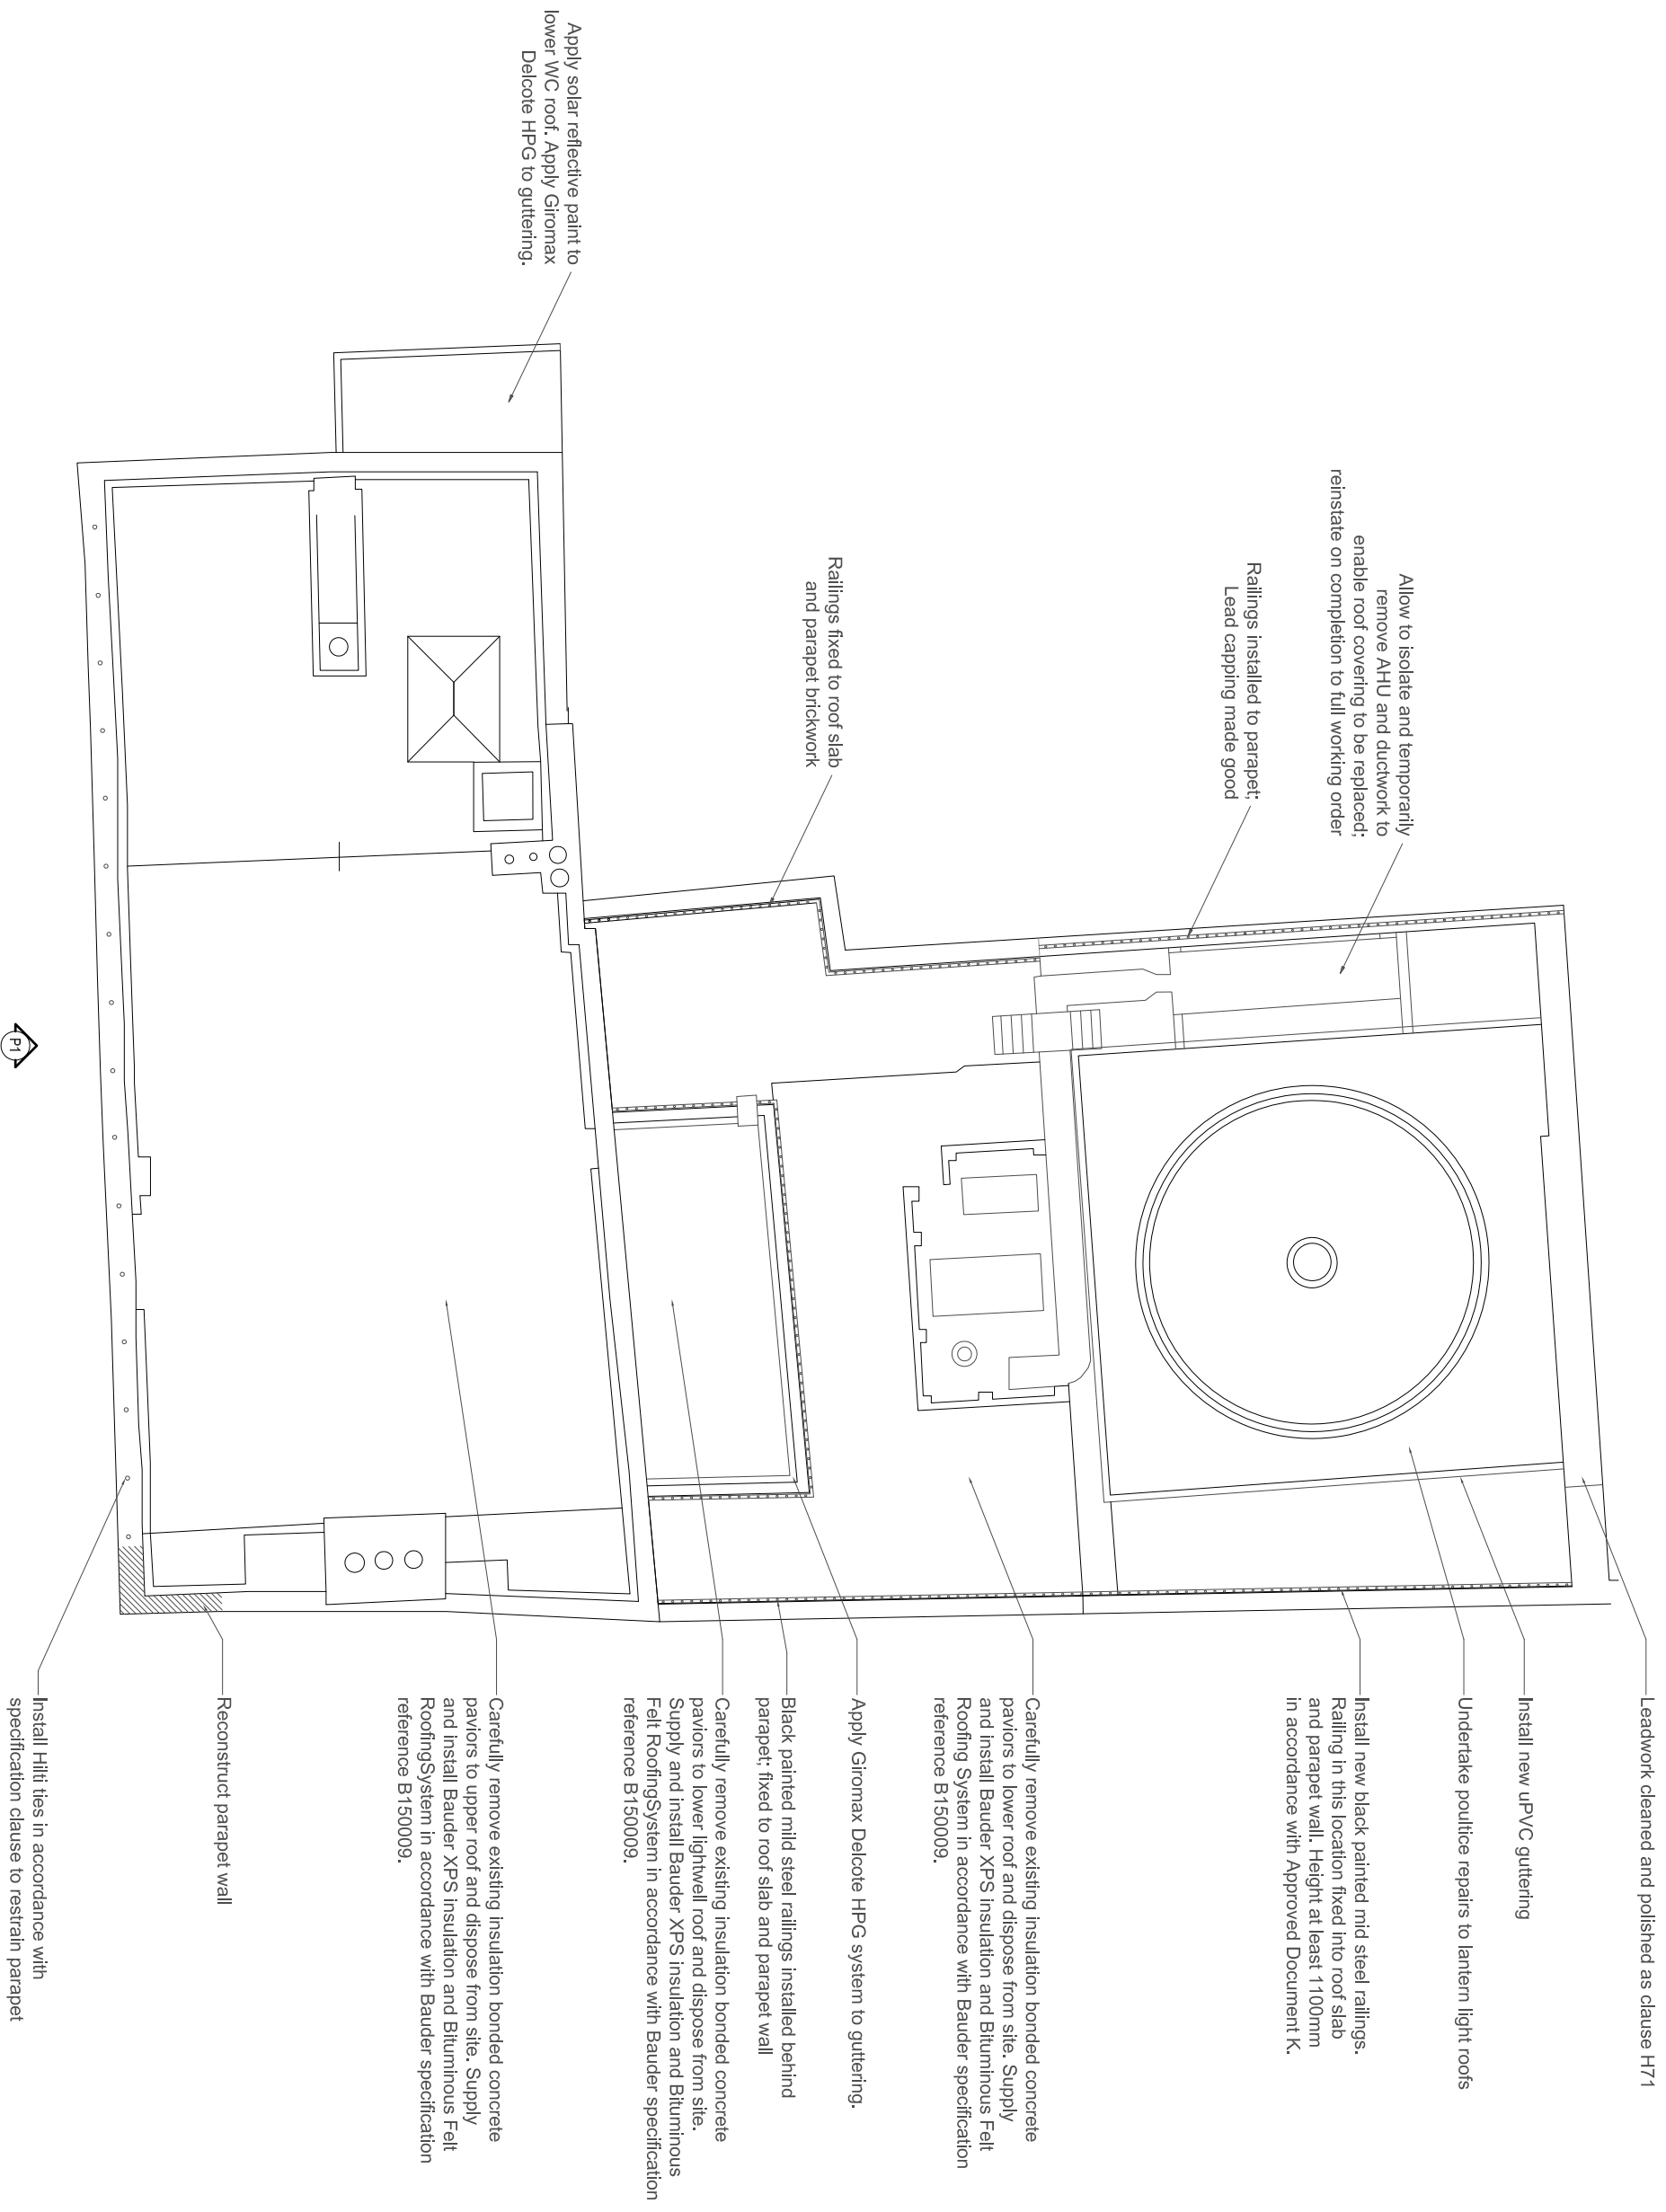 Leadwork cleaned and polished as clause H71
Install new uPVC guttering
Undertake poultice repairs to lantern light roofs
Install new black painted mid steel railings.
Railing in this location fixed into roof slab
and parapet wall. Height at least 1100mm
in accordance with Approved Document K.
Carefully remove existing insulation bonded concrete
paviors to lower roof and dispose from site. Supply
and install Bauder XPS insulation and Bituminous Felt
Roofing System in accordance with Bauder specification
reference B150009.
Apply Giromax Delcote HPG system to guttering.
Black painted mild steel railings installed behind
parapet; fixed to roof slab and parapet wall
Carefully remove existing insulation bonded concrete
paviors to lower lightwell roof and dispose from site.
Supply and install Bauder XPS insulation and Bituminous
Felt RoofingSystem in accordance with Bauder specification
reference B150009.
Carefully remove existing insulation bonded concrete
paviors to upper roof and dispose from site. Supply
and install Bauder XPS insulation and Bituminous Felt
RoofingSystem in accordance with Bauder specification
reference B150009.
Reconstruct parapet wall
Install Hilti ties in accordance with
specification clause to restrain parapet
Allow to isolate and temporarily
remove AHU and ductwork to
enable roof covering to be replaced;
reinstate on completion to full working order
Railings installed to parapet;
Lead capping made good
Railings fixed to roof slab
and parapet brickwork
Apply solar reflective paint to
lower WC roof. Apply Giromax
Delcote HPG to guttering.
P1